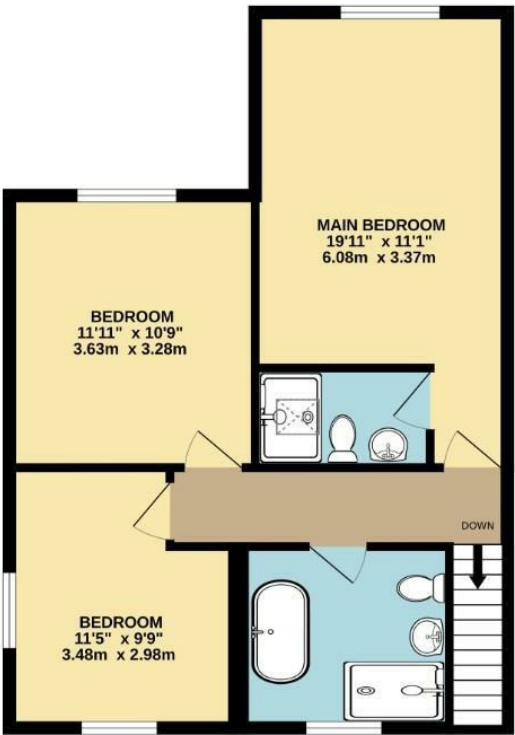 MAIN BEDROOM
19'11" x 11'1"
6.08m x 3.37m
BEDROOM
11'11" x 10'9"
3.63m x 3.28m
DOWN
BEDROOM
11'5" x 9'9"
3.48m x 2.98m